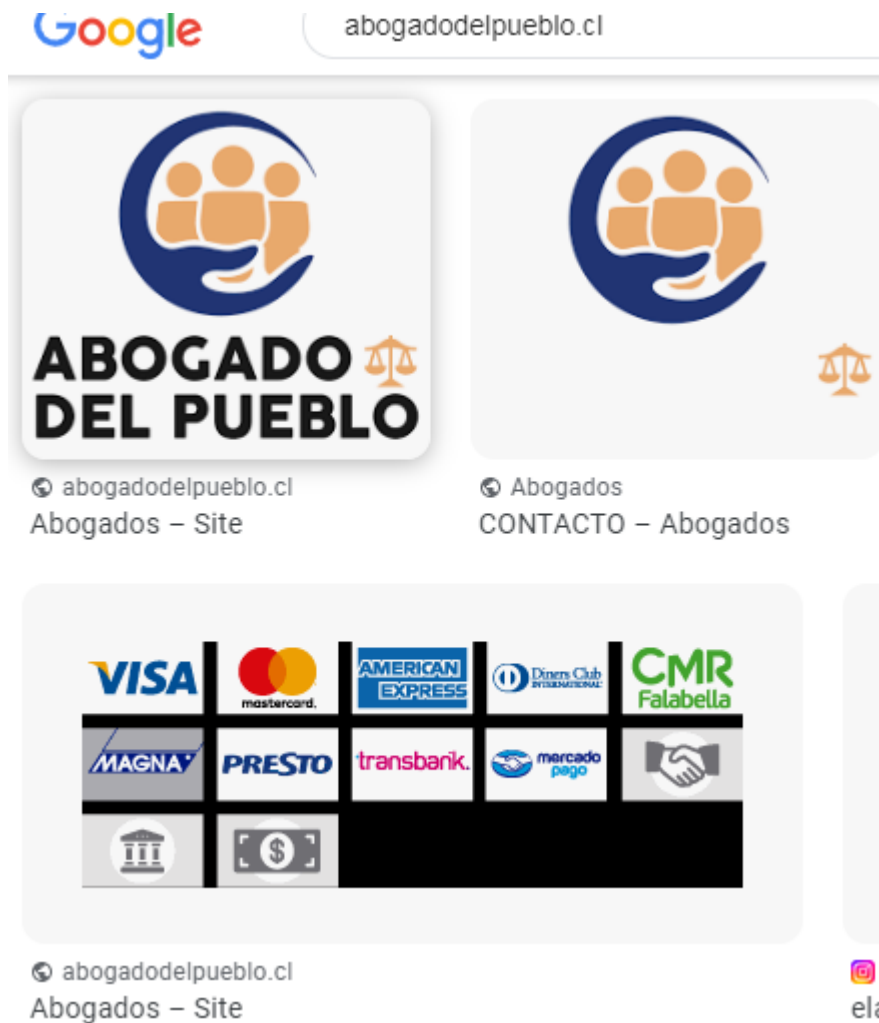 Google
abogadodelpueblo.cl
ABOGADO
DEL PUEBLO
abogadodelpueblo.cl
Abogados – Site
Abogados
CONTACTO – Abogados
VISA
mastercard.
AMERICAN
EXPRESS
Diners Club
INTERNATIONAL
CMR
Falabella
MAGNA
PRESTO
transbank.
mercado
pago
$
abogadodelpueblo.cl
Abogados – Site
ela